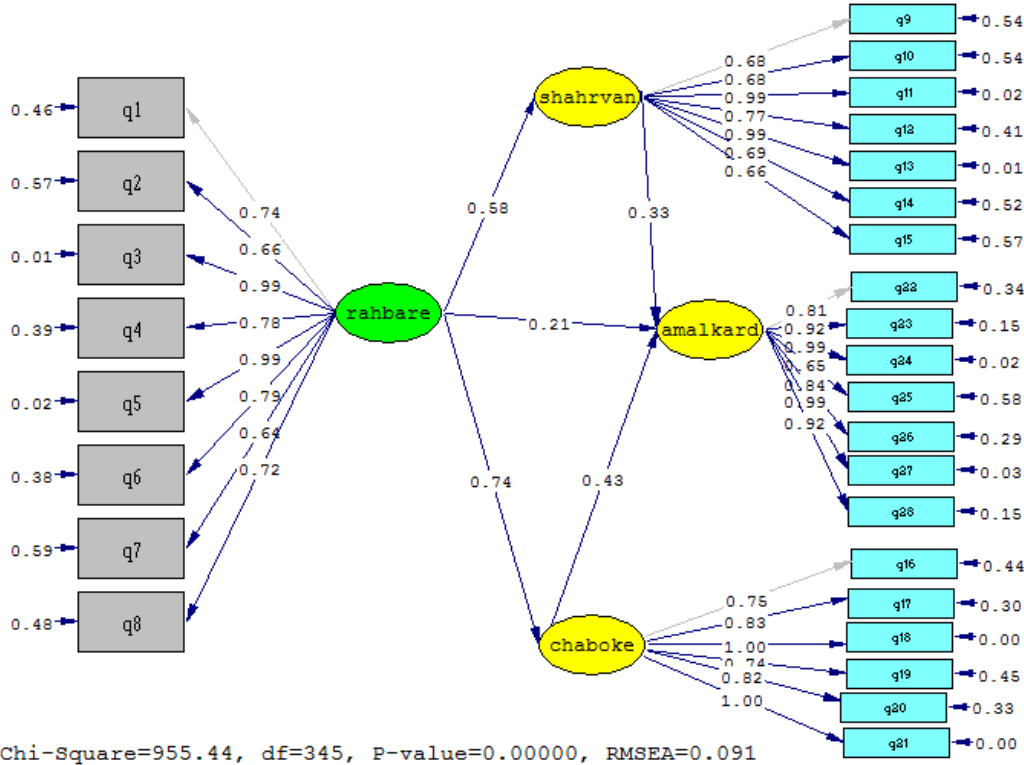 0.46 q1
0.57 q2
0.01 q3
0.39 q4
0.02 q5
0.38 q6
0.59 q7
0.48 q8
0.74
0.66
0.99
0.78
0.99
0.79
0.64
0.72
rahbare
0.58
0.21
0.74
shahrvan
0.33
amalkard
0.43
chaboke
0.68
0.68
0.99
0.77
0.99
0.69
0.66
q9 0.54
q10 0.54
q11 0.02
q12 0.41
q13 0.01
q14 0.52
q15 0.57
0.81
0.92
0.99
0.65
0.84
0.99
0.92
q22 0.34
q23 0.15
q24 0.02
q25 0.58
q26 0.29
q27 0.03
q28 0.15
0.75
0.83
1.00
0.74
0.82
1.00
q16 0.44
q17 0.30
q18 0.00
q19 0.45
q20 0.33
q21 0.00
Chi-Square=955.44, df=345, P-value=0.00000, RMSEA=0.091